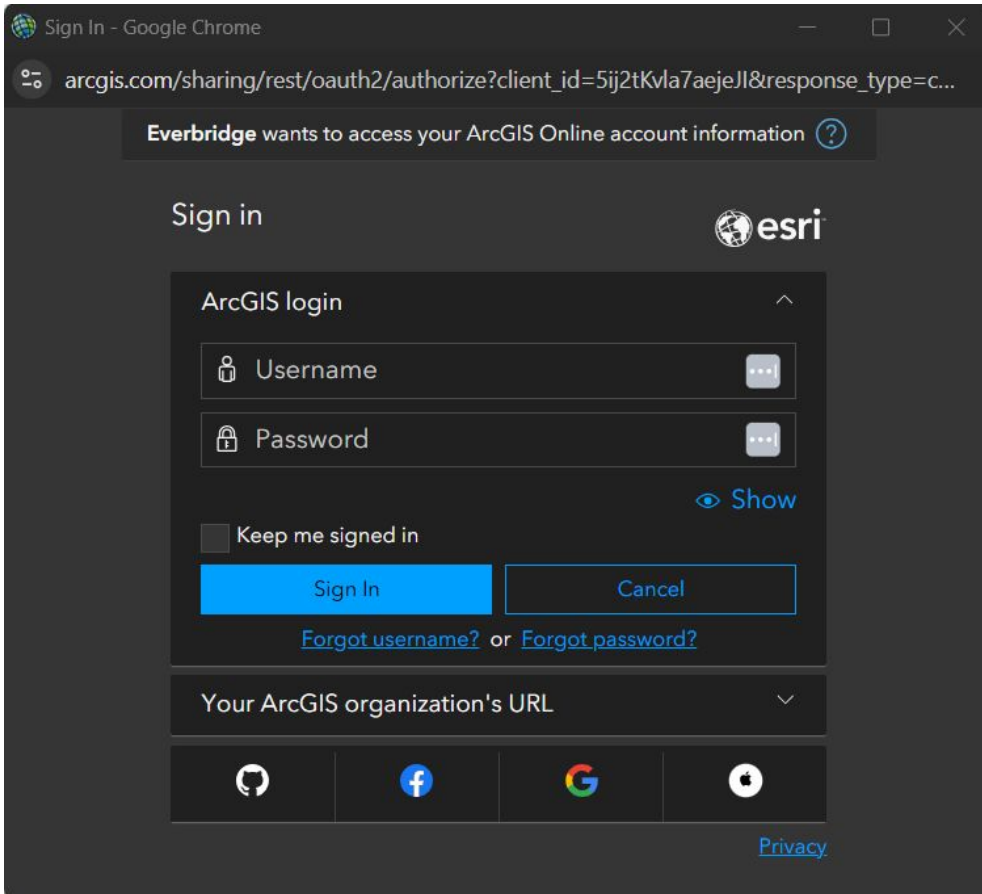 Sign In - Google Chrome
arcgis.com/sharing/rest/oauth2/authorize?client_id=5ij2tKvla7aejeJI&response_type=c...
Everbridge wants to access your ArcGIS Online account information ?
Sign in
esri
ArcGIS login
Username
Password
Show
Keep me signed in
Sign In Cancel
Forgot username? or Forgot password?
Your ArcGIS organization's URL
Privacy